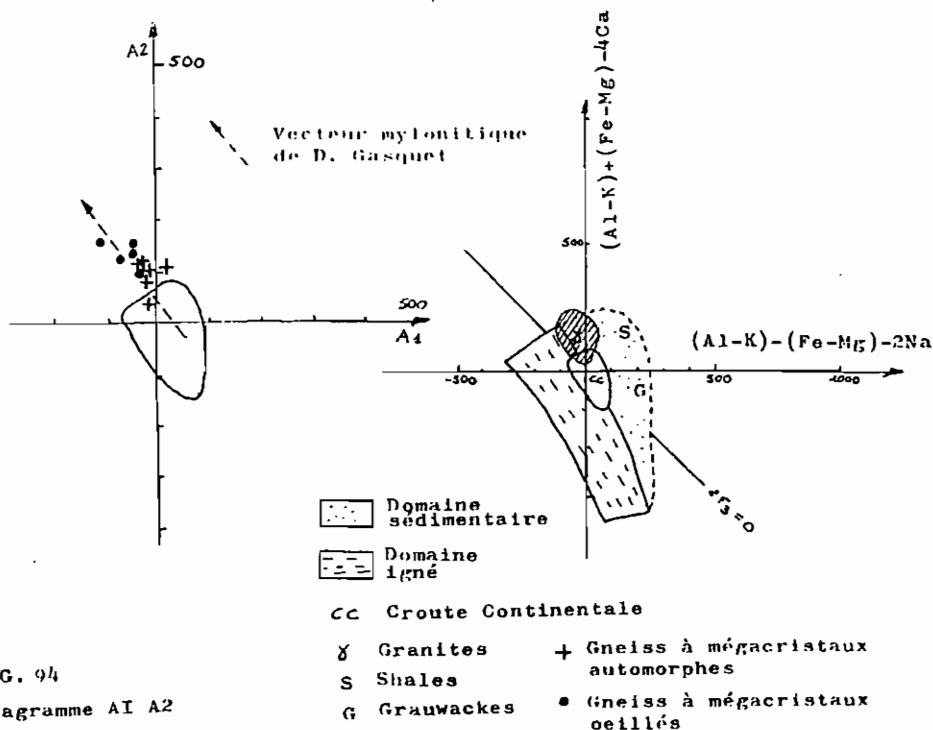 A2
500
Vecteur mylonitique
de D. Gasquet
500
A1
(Al-K)+(Fe-Mg)-4Ca
500
S
(Al-K)-(Fe-Mg)-2Na
γ
-500
cc
G
500
1000
F3=0
Domaine
sédimentaire
Domaine
igné
cc Croute Continentale
γ Granites
S Shales
G Grauwackes
+ Gneiss à mégacristaux
automorphes
• Gneiss à mégacristaux
oeillés
G. 94
agramme AI A2